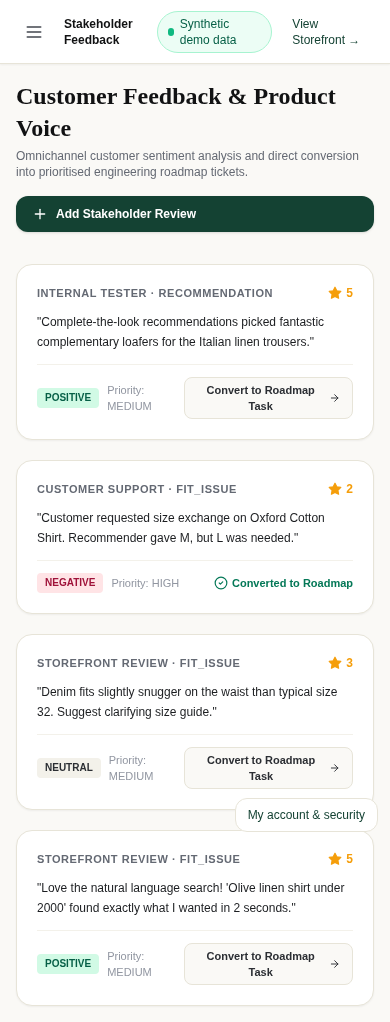 Stakeholder
Feedback
Synthetic
demo data
View
Storefront →
Customer Feedback & Product
Voice
Omnichannel customer sentiment analysis and direct conversion
into prioritised engineering roadmap tickets.
Add Stakeholder Review
INTERNAL TESTER · RECOMMENDATION
5
"Complete-the-look recommendations picked fantastic
complementary loafers for the Italian linen trousers."
POSITIVE
Priority:
MEDIUM
Convert to Roadmap
Task
CUSTOMER SUPPORT · FIT_ISSUE
2
"Customer requested size exchange on Oxford Cotton
Shirt. Recommender gave M, but L was needed."
NEGATIVE
Priority: HIGH
Converted to Roadmap
STOREFRONT REVIEW · FIT_ISSUE
3
"Denim fits slightly snugger on the waist than typical size
32. Suggest clarifying size guide."
NEUTRAL
Priority:
MEDIUM
Convert to Roadmap
Task
My account & security
STOREFRONT REVIEW · FIT_ISSUE
5
"Love the natural language search! 'Olive linen shirt under
2000' found exactly what I wanted in 2 seconds."
POSITIVE
Priority:
MEDIUM
Convert to Roadmap
Task